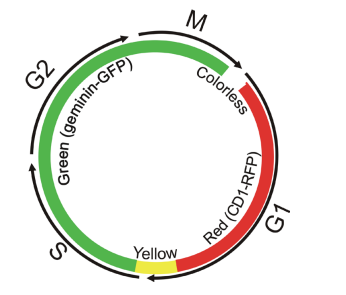 M
G2
Colorless
Green (geminin-GFP)
Red (CD1-RFP)
G1
S
Yellow